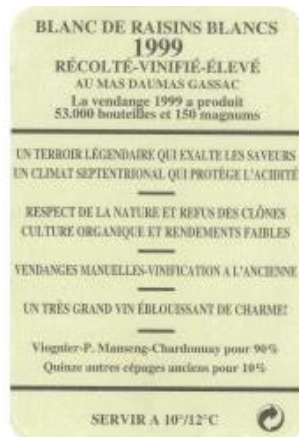 BLANC DE RAISINS BLANCS
1999
RÉCOLTÉ-VINIFIÉ-ÉLEVÉ
AU MAS DAUMAS GASSAC
La vendange 1999 a produit
53.000 bouteilles et 150 magnums
UN TERROIR LÉGENDAIRE QUI EXALTE LES SAVEURS
UN CLIMAT SEPTENTRIONAL QUI PROTÉGE L'ACIDITÉ
RESPECT DE LA NATURE ET REFUS DES CLÔNES
CULTURE ORGANIQUE ET RENDEMENTS FAIBLES
VENDANGES MANUELLES-VINIFICATION A L'ANCIENNE
UN TRÈS GRAND VIN ÉBLOUISSANT DE CHARME!
Viognier-P. Manseng-Chardonnay pour 90%
Quinze autres cépages anciens pour 10%
SERVIR A 10°/12°C